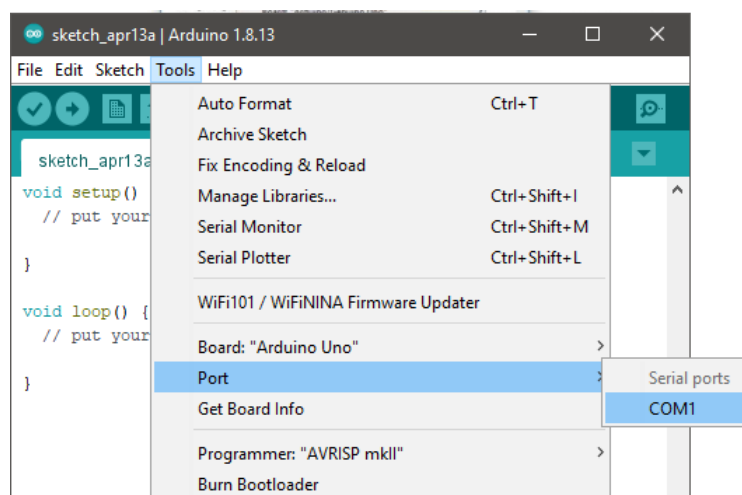 sketch_apr13a | Arduino 1.8.13
File Edit Sketch Tools Help
Auto Format Ctrl+T
Archive Sketch
sketch_apr13a
Fix Encoding & Reload
void setup()
Manage Libraries... Ctrl+Shift+I
// put your
Serial Monitor Ctrl+Shift+M
Serial Plotter Ctrl+Shift+L
}
WiFi101 / WiFiNINA Firmware Updater
void loop() {
// put your
Board: "Arduino Uno"
}
Port
Serial ports
Get Board Info
COM1
Programmer: "AVRISP mkII"
Burn Bootloader